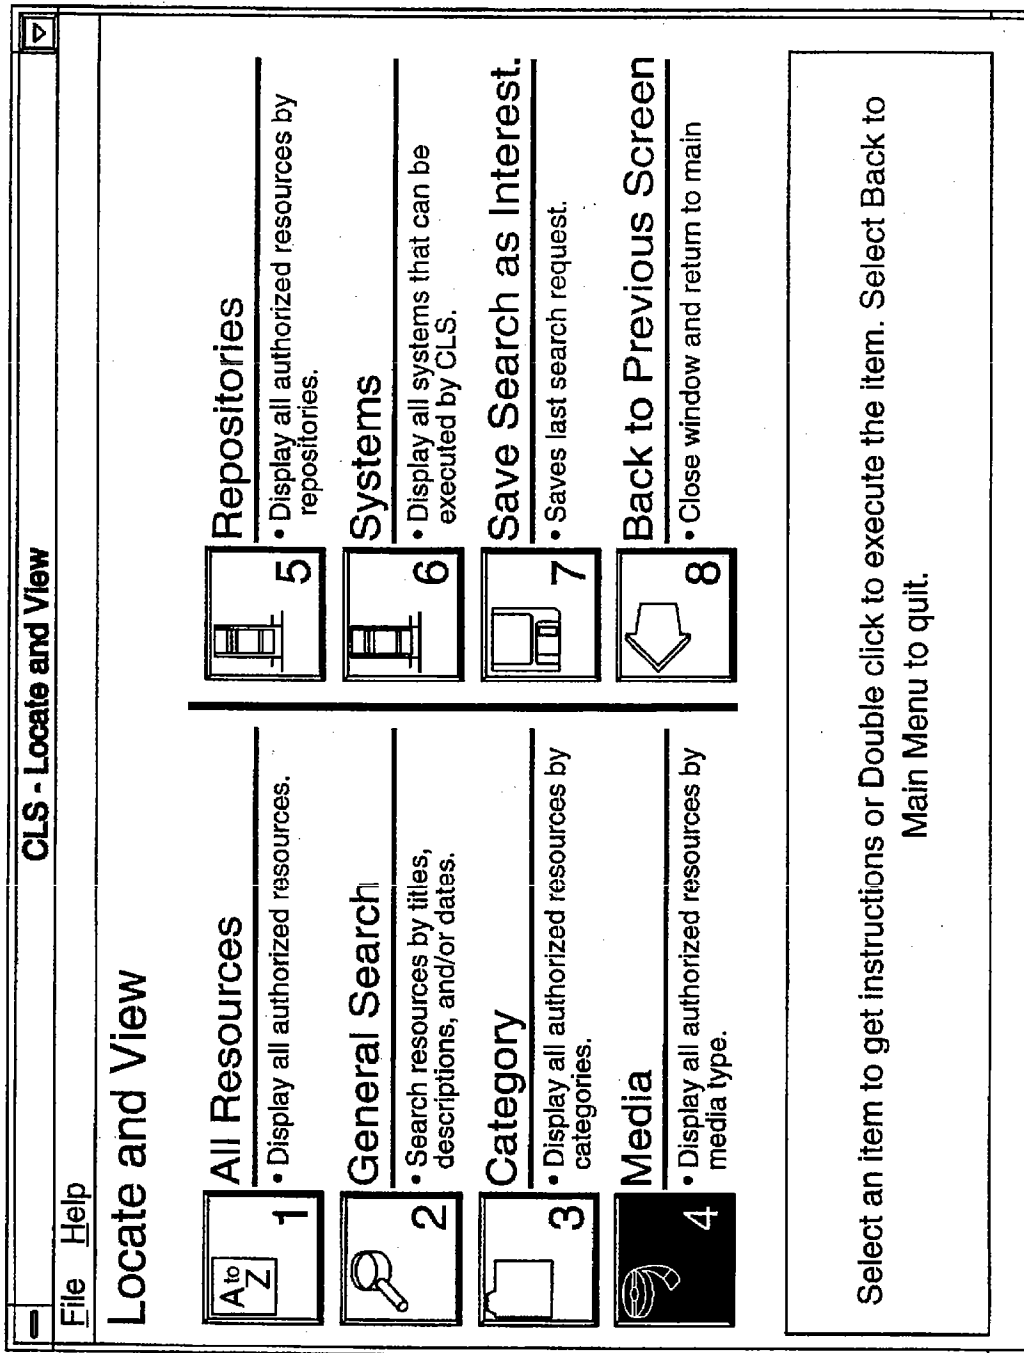 CLS - Locate and View
File Help
Locate and View
A to Z
1
All Resources
• Display all authorized resources.
2
General Search
• Search resources by titles,
descriptions, and/or dates.
3
Category
• Display all authorized resources by
categories.
4
Media
• Display all authorized resources by
media type.
5
Repositories
• Display all authorized resources by
repositories.
6
Systems
• Display all systems that can be
executed by CLS.
7
Save Search as Interest.
• Saves last search request.
8
Back to Previous Screen
• Close window and return to main
Select an item to get instructions or Double click to execute the item. Select Back to
Main Menu to quit.